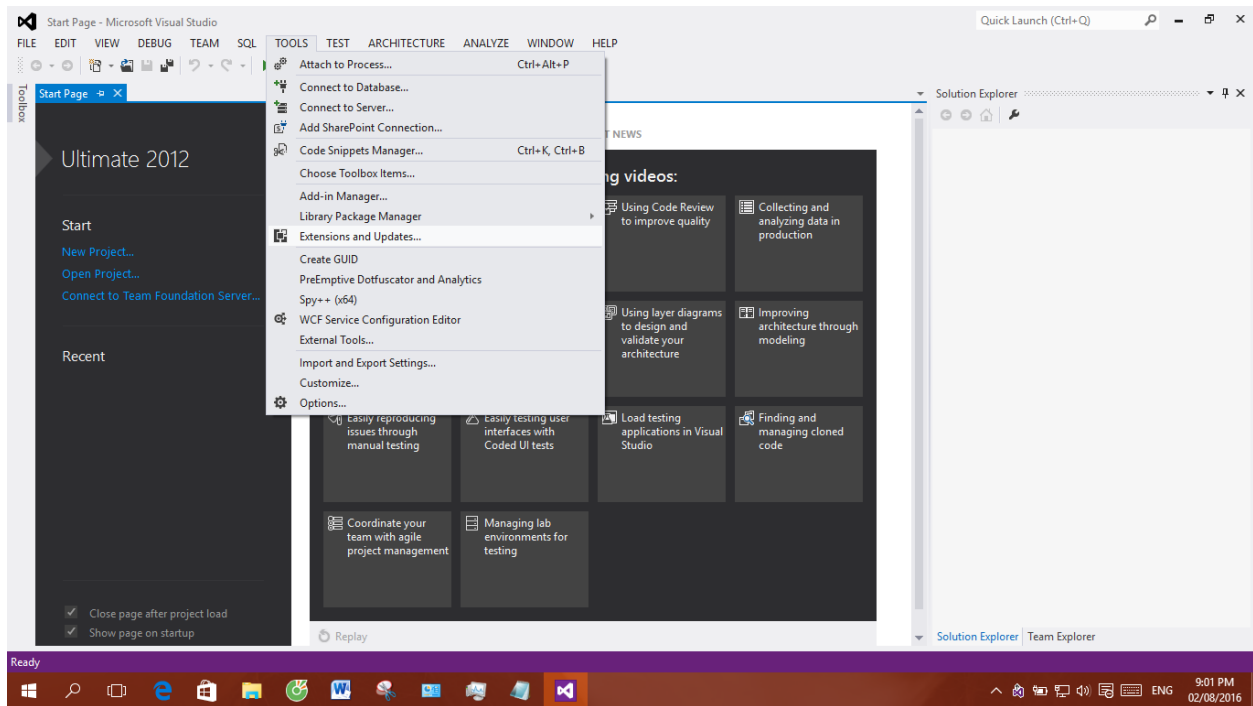 Start Page - Microsoft Visual Studio
Quick Launch (Ctrl+Q)
FILE EDIT VIEW DEBUG TEAM SQL TOOLS TEST ARCHITECTURE ANALYZE WINDOW HELP
Toolbox
Start Page
Ultimate 2012
Start
New Project...
Open Project...
Connect to Team Foundation Server...
Recent
Close page after project load
Show page on startup
Attach to Process... Ctrl+Alt+P
Connect to Database...
Connect to Server...
Add SharePoint Connection...
Code Snippets Manager... Ctrl+K, Ctrl+B
Choose Toolbox Items...
Add-in Manager...
Library Package Manager
Extensions and Updates...
Create GUID
PreEmptive Dotfuscator and Analytics
Spy++ (x64)
WCF Service Configuration Editor
External Tools...
Import and Export Settings...
Customize...
Options...
NEWS
videos:
Using Code Review
to improve quality
Collecting and
analyzing data in
production
Using layer diagrams
to design and
validate your
architecture
Improving
architecture through
modeling
Easily reproducing
issues through
manual testing
Easily testing user
interfaces with
Coded UI tests
Load testing
applications in Visual
Studio
Finding and
managing cloned
code
Coordinate your
team with agile
project management
Managing lab
environments for
testing
Replay
Solution Explorer
Solution Explorer Team Explorer
Ready
ENG
9:01 PM
02/08/2016